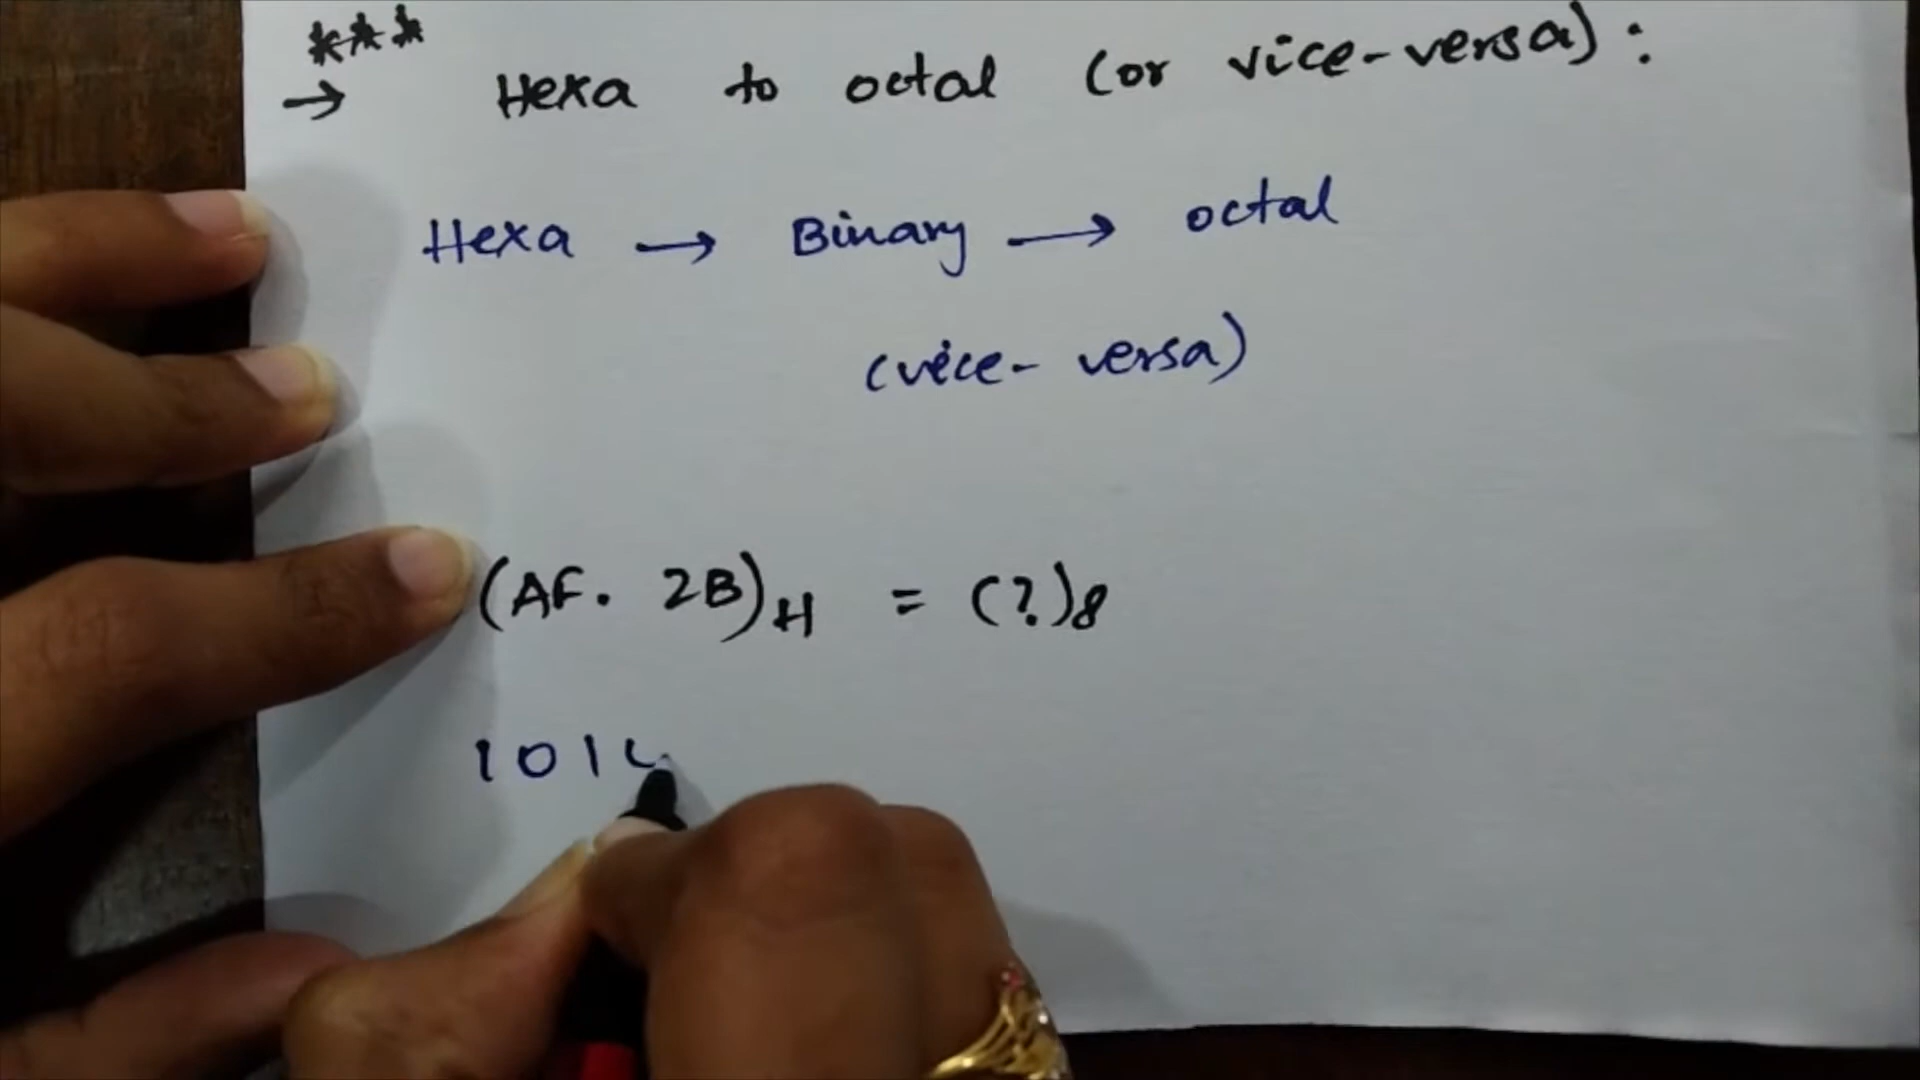 ***
→ Hexa to octal (or vice-versa):
Hexa → Binary → octal
(vice-versa)
(AF. 2B)H = (?)8
101